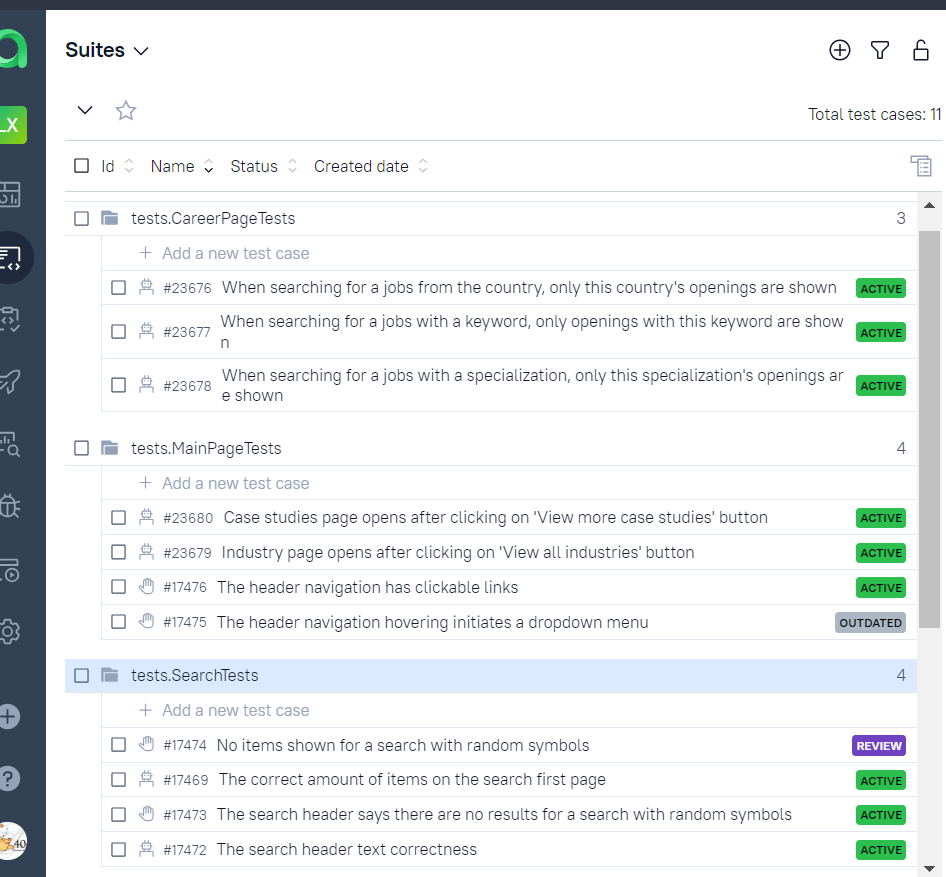 Suites
LX
Total test cases: 11
Id Name Status Created date
tests.CareerPageTests 3
+ Add a new test case
#23676 When searching for a jobs from the country, only this country's openings are shown ACTIVE
#23677 When searching for a jobs with a keyword, only openings with this keyword are show
n ACTIVE
#23678 When searching for a jobs with a specialization, only this specialization's openings ar
e shown ACTIVE
tests.MainPageTests 4
+ Add a new test case
#23680 Case studies page opens after clicking on 'View more case studies' button ACTIVE
#23679 Industry page opens after clicking on 'View all industries' button ACTIVE
#17476 The header navigation has clickable links ACTIVE
#17475 The header navigation hovering initiates a dropdown menu OUTDATED
tests.SearchTests 4
+ Add a new test case
#17474 No items shown for a search with random symbols REVIEW
#17469 The correct amount of items on the search first page ACTIVE
#17473 The search header says there are no results for a search with random symbols ACTIVE
#17472 The search header text correctness ACTIVE
40